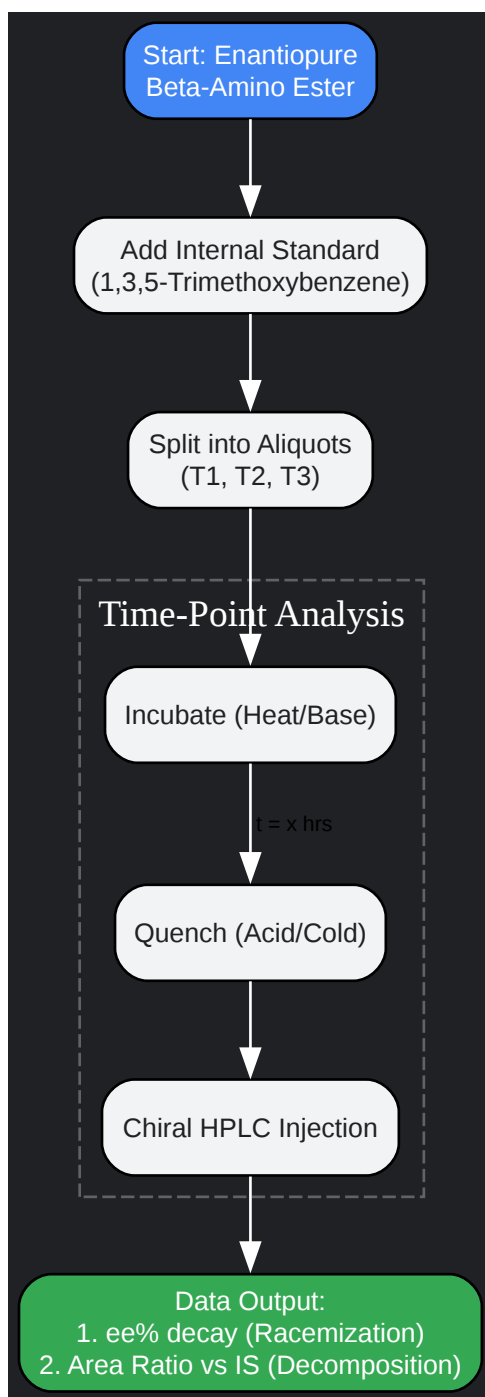 Start: Enantiopure
Beta-Amino Ester
Add Internal Standard
(1,3,5-Trimethoxybenzene)
Split into Aliquots
(T1, T2, T3)
Time-Point Analysis
Incubate (Heat/Base)
t = x hrs
Quench (Acid/Cold)
Chiral HPLC Injection
Data Output:
1. ee% decay (Racemization)
2. Area Ratio vs IS (Decomposition)